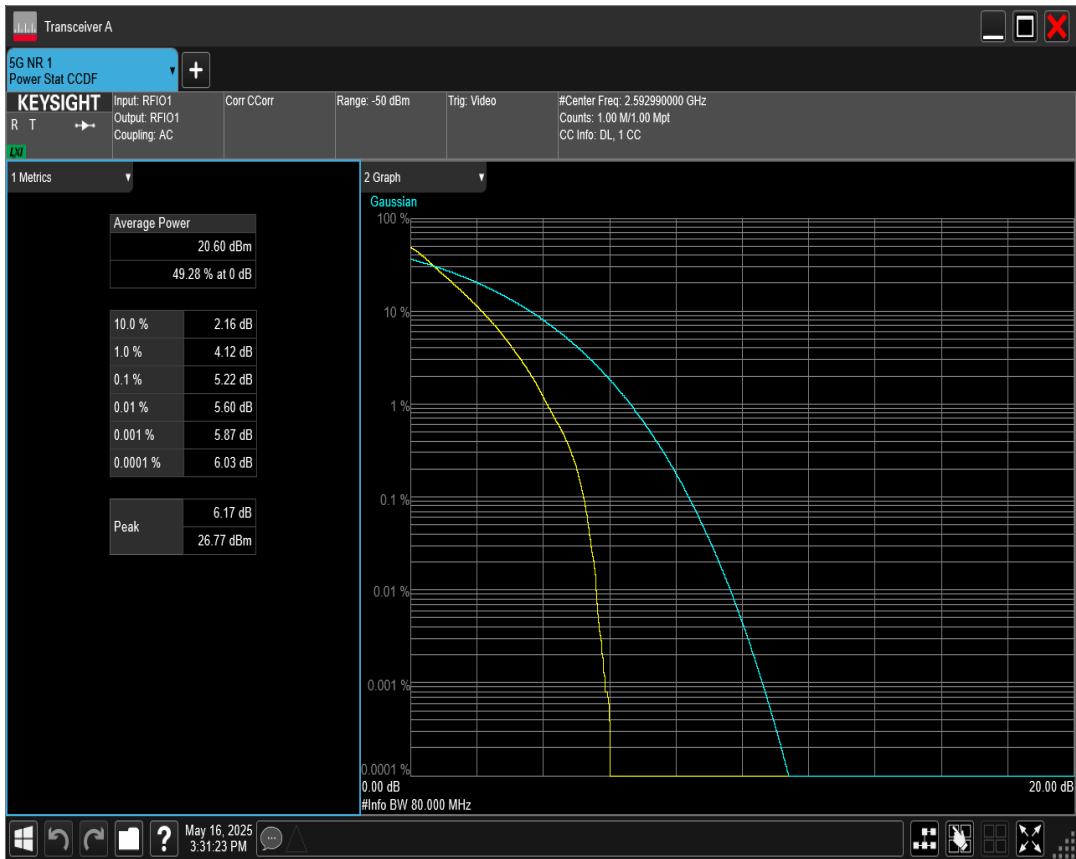 Transceiver A
5G NR 1
Power Stat CCDF
KEYSIGHT
R T
LXI
Input: RFIO1
Output: RFIO1
Coupling: AC
Corr CCorr
Range: -50 dBm
Trig: Video
#Center Freq: 2.592990000 GHz
Counts: 1.00 M/1.00 Mpt
CC Info: DL, 1 CC
1 Metrics
Average Power
20.60 dBm
49.28 % at 0 dB
10.0 % 2.16 dB
1.0 % 4.12 dB
0.1 % 5.22 dB
0.01 % 5.60 dB
0.001 % 5.87 dB
0.0001 % 6.03 dB
Peak 6.17 dB
26.77 dBm
2 Graph
Gaussian
100 %
10 %
1 %
0.1 %
0.01 %
0.001 %
0.0001 %
0.00 dB 20.00 dB
#Info BW 80.000 MHz
May 16, 2025
3:31:23 PM